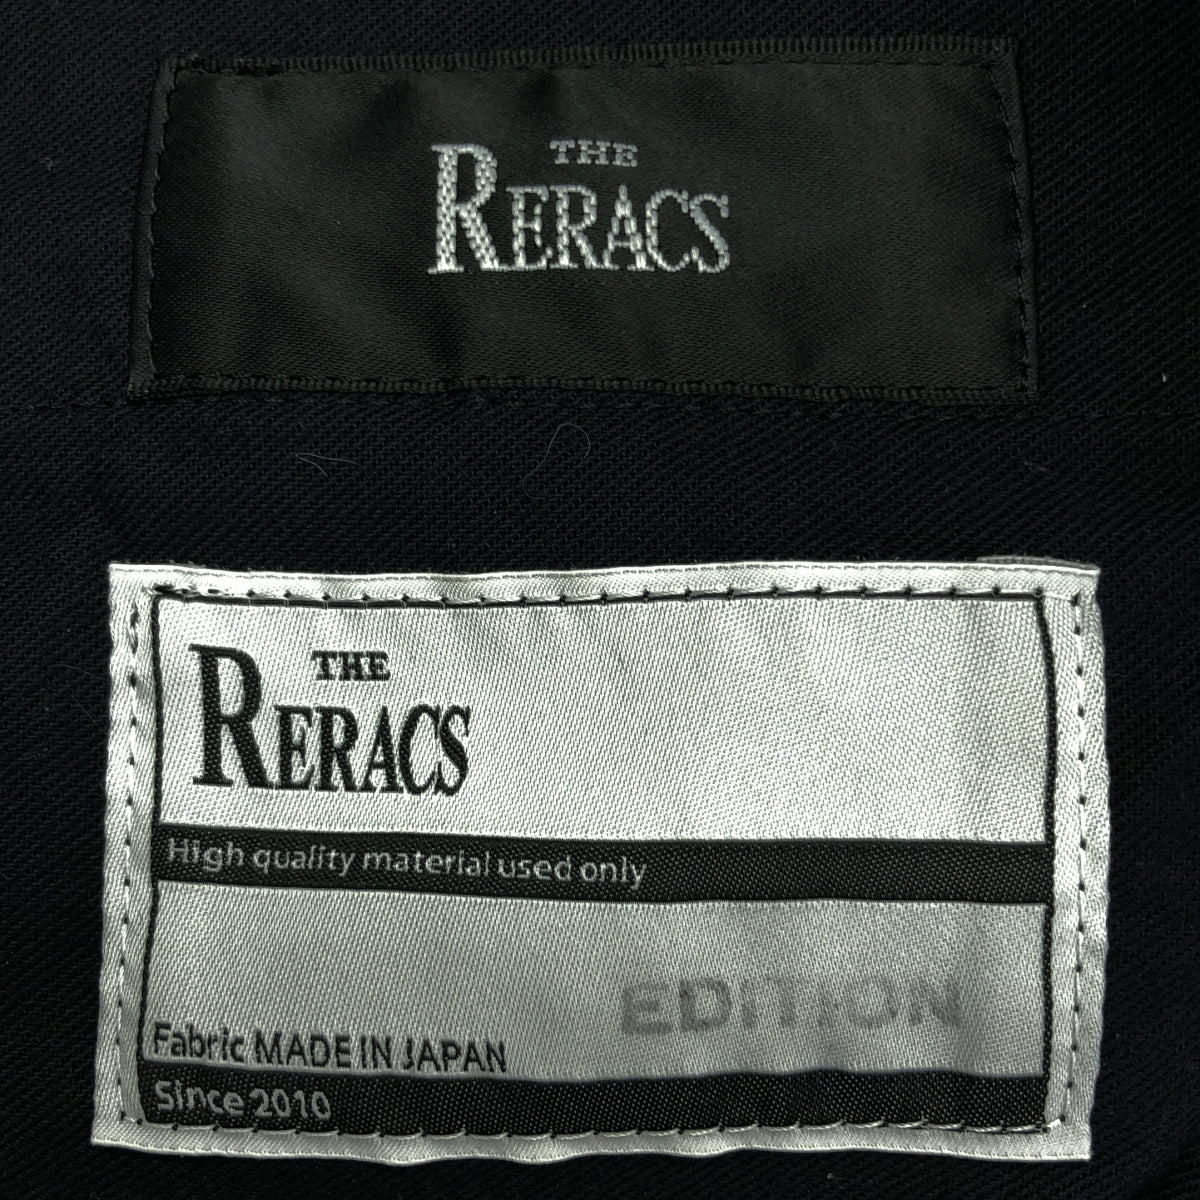 THE
RERACS
THE
RERACS
High quality material used only
EDITION
Fabric MADE IN JAPAN
Since 2010